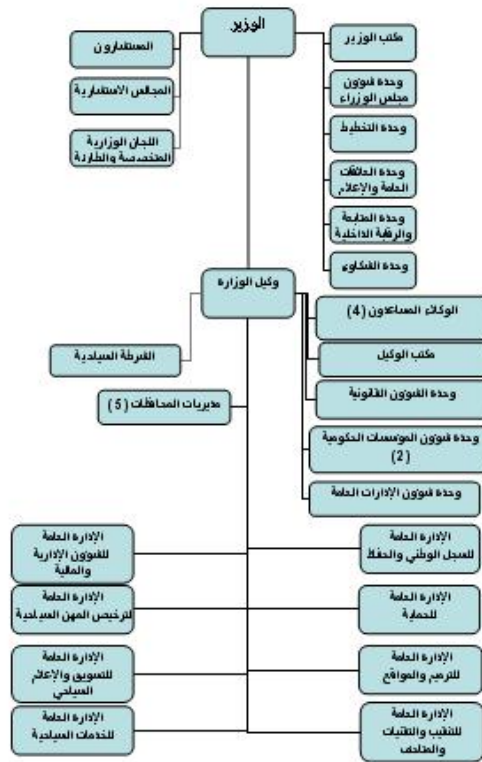 الوزير
مكتب الوزير
المستشارون
وحدة شؤون
مجلس الوزراء
المجالس الاستشارية
وحدة التخطيط
اللجان الوزارية
المتخصصة والطارئة
وحدة العلاقات
العامة والإعلام
وحدة المتابعة
والرقابة الداخلية
وحدة الشكاوى
وكيل الوزارة
الوكلاء المساعدون (4)
مكتب الوكيل
الشرطة السياحية
وحدة الشؤون القانونية
مديريات المحافظات (5)
وحدة شؤون المؤسسات الحكومية
(2)
وحدة شؤون الإدارات العامة
الإدارة العامة
للسجل الوطني والحفظ
الإدارة العامة
للشؤون الإدارية
والمالية
الإدارة العامة
للحماية
الإدارة العامة
لترخيص المهن السياحية
الإدارة العامة
للترميم والمواقع
الإدارة العامة
للتسويق والإعلام
السياحي
الإدارة العامة
للتنقيب والتقنيات
والمتاحف
الإدارة العامة
للخدمات السياحية